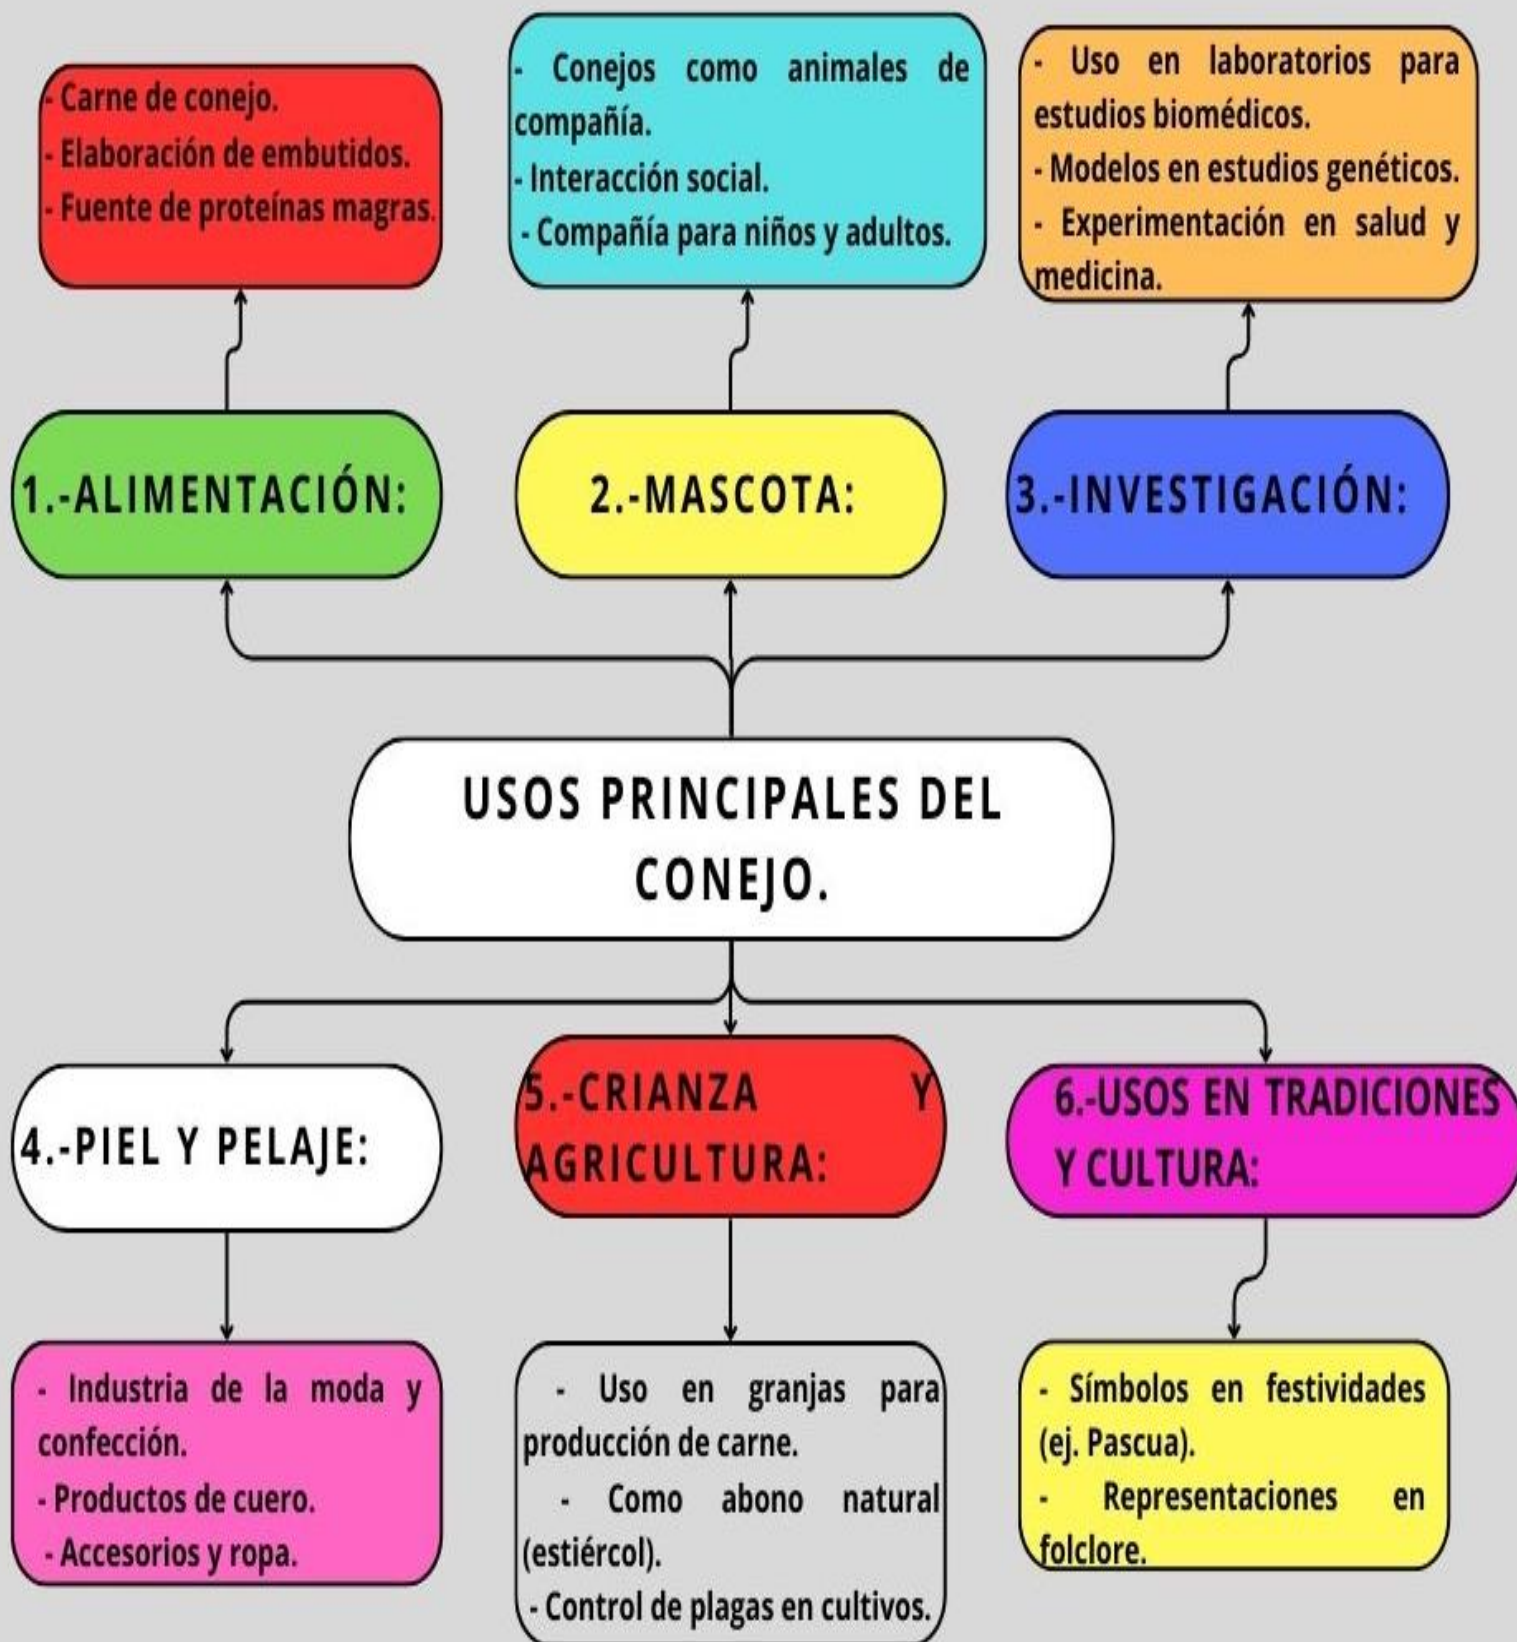 - Carne de conejo.
- Elaboración de embutidos.
- Fuente de proteínas magras.
- Conejos como animales de
compañía.
- Interacción social.
- Compañía para niños y adultos.
- Uso en laboratorios para
estudios biomédicos.
- Modelos en estudios genéticos.
- Experimentación en salud y
medicina.
1.-ALIMENTACIÓN:
2.-MASCOTA:
3.-INVESTIGACIÓN:
USOS PRINCIPALES DEL
CONEJO.
4.-PIEL Y PELAJE:
5.-CRIANZA Y
AGRICULTURA:
6.-USOS EN TRADICIONES
Y CULTURA:
- Industria de la moda y
confección.
- Productos de cuero.
- Accesorios y ropa.
- Uso en granjas para
producción de carne.
- Como abono natural
(estiércol).
- Control de plagas en cultivos.
- Símbolos en festividades
(ej. Pascua).
- Representaciones en
folclore.